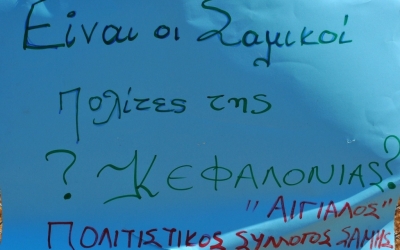 Είναι οι Σαμικοί
πολίτες της
? ΚΕΦΑΛΟΝΙΑΣ?
"ΑΙΓΙΑΛΟΣ"
ΠΟΛΙΤΙΣΤΙΚΟΣ ΣΥΛΛΟΓΟΣ ΣΑΜΗΣ